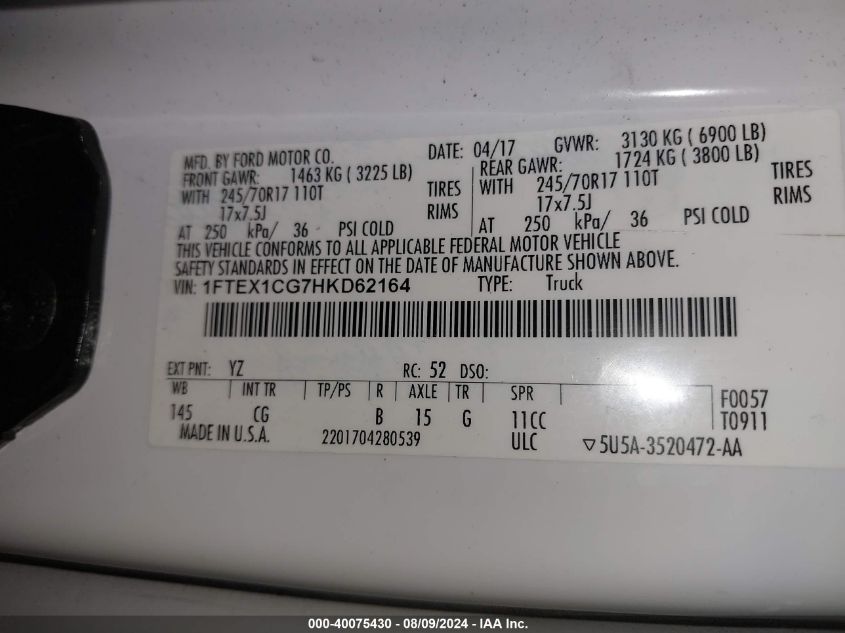 MFD. BY FORD MOTOR CO. DATE: 04/17 GVWR: 3130 KG ( 6900 LB)
FRONT GAWR: 1463 KG ( 3225 LB) REAR GAWR: 1724 KG ( 3800 LB)
WITH 245/70R17 110T TIRES WITH 245/70R17 110T TIRES
17x7.5J RIMS 17x7.5J RIMS
AT 250 kPa/ 36 PSI COLD AT 250 kPa/ 36 PSI COLD
THIS VEHICLE CONFORMS TO ALL APPLICABLE FEDERAL MOTOR VEHICLE
SAFETY STANDARDS IN EFFECT ON THE DATE OF MANUFACTURE SHOWN ABOVE.
VIN: 1FTEX1CG7HKD62164 TYPE: Truck
EXT PNT: YZ RC: 52 DSO:
WB INT TR TP/PS R AXLE TR SPR F0057
145 CG B 15 G 11CC T0911
MADE IN U.S.A. 2201704280539 ULC ▽5U5A-3520472-AA
000-40075430 - 08/09/2024 - IAA Inc.